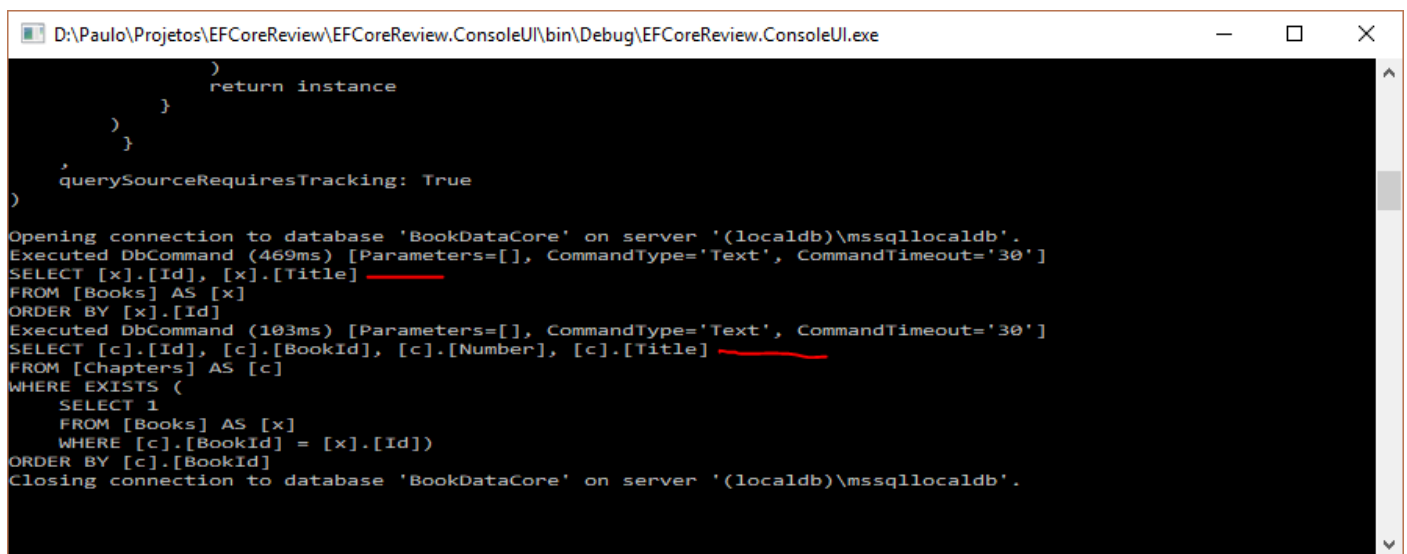 D:\Paulo\Projetos\EFCoreReview\EFCoreReview.ConsoleUI\bin\Debug\EFCoreReview.ConsoleUI.exe
)
return instance
}
)
}
,
querySourceRequiresTracking: True
)
Opening connection to database 'BookDataCore' on server '(localdb)\mssqllocaldb'.
Executed DbCommand (469ms) [Parameters=[], CommandType='Text', CommandTimeout='30']
SELECT [x].[Id], [x].[Title]
FROM [Books] AS [x]
ORDER BY [x].[Id]
Executed DbCommand (103ms) [Parameters=[], CommandType='Text', CommandTimeout='30']
SELECT [c].[Id], [c].[BookId], [c].[Number], [c].[Title]
FROM [Chapters] AS [c]
WHERE EXISTS (
SELECT 1
FROM [Books] AS [x]
WHERE [c].[BookId] = [x].[Id])
ORDER BY [c].[BookId]
Closing connection to database 'BookDataCore' on server '(localdb)\mssqllocaldb'.